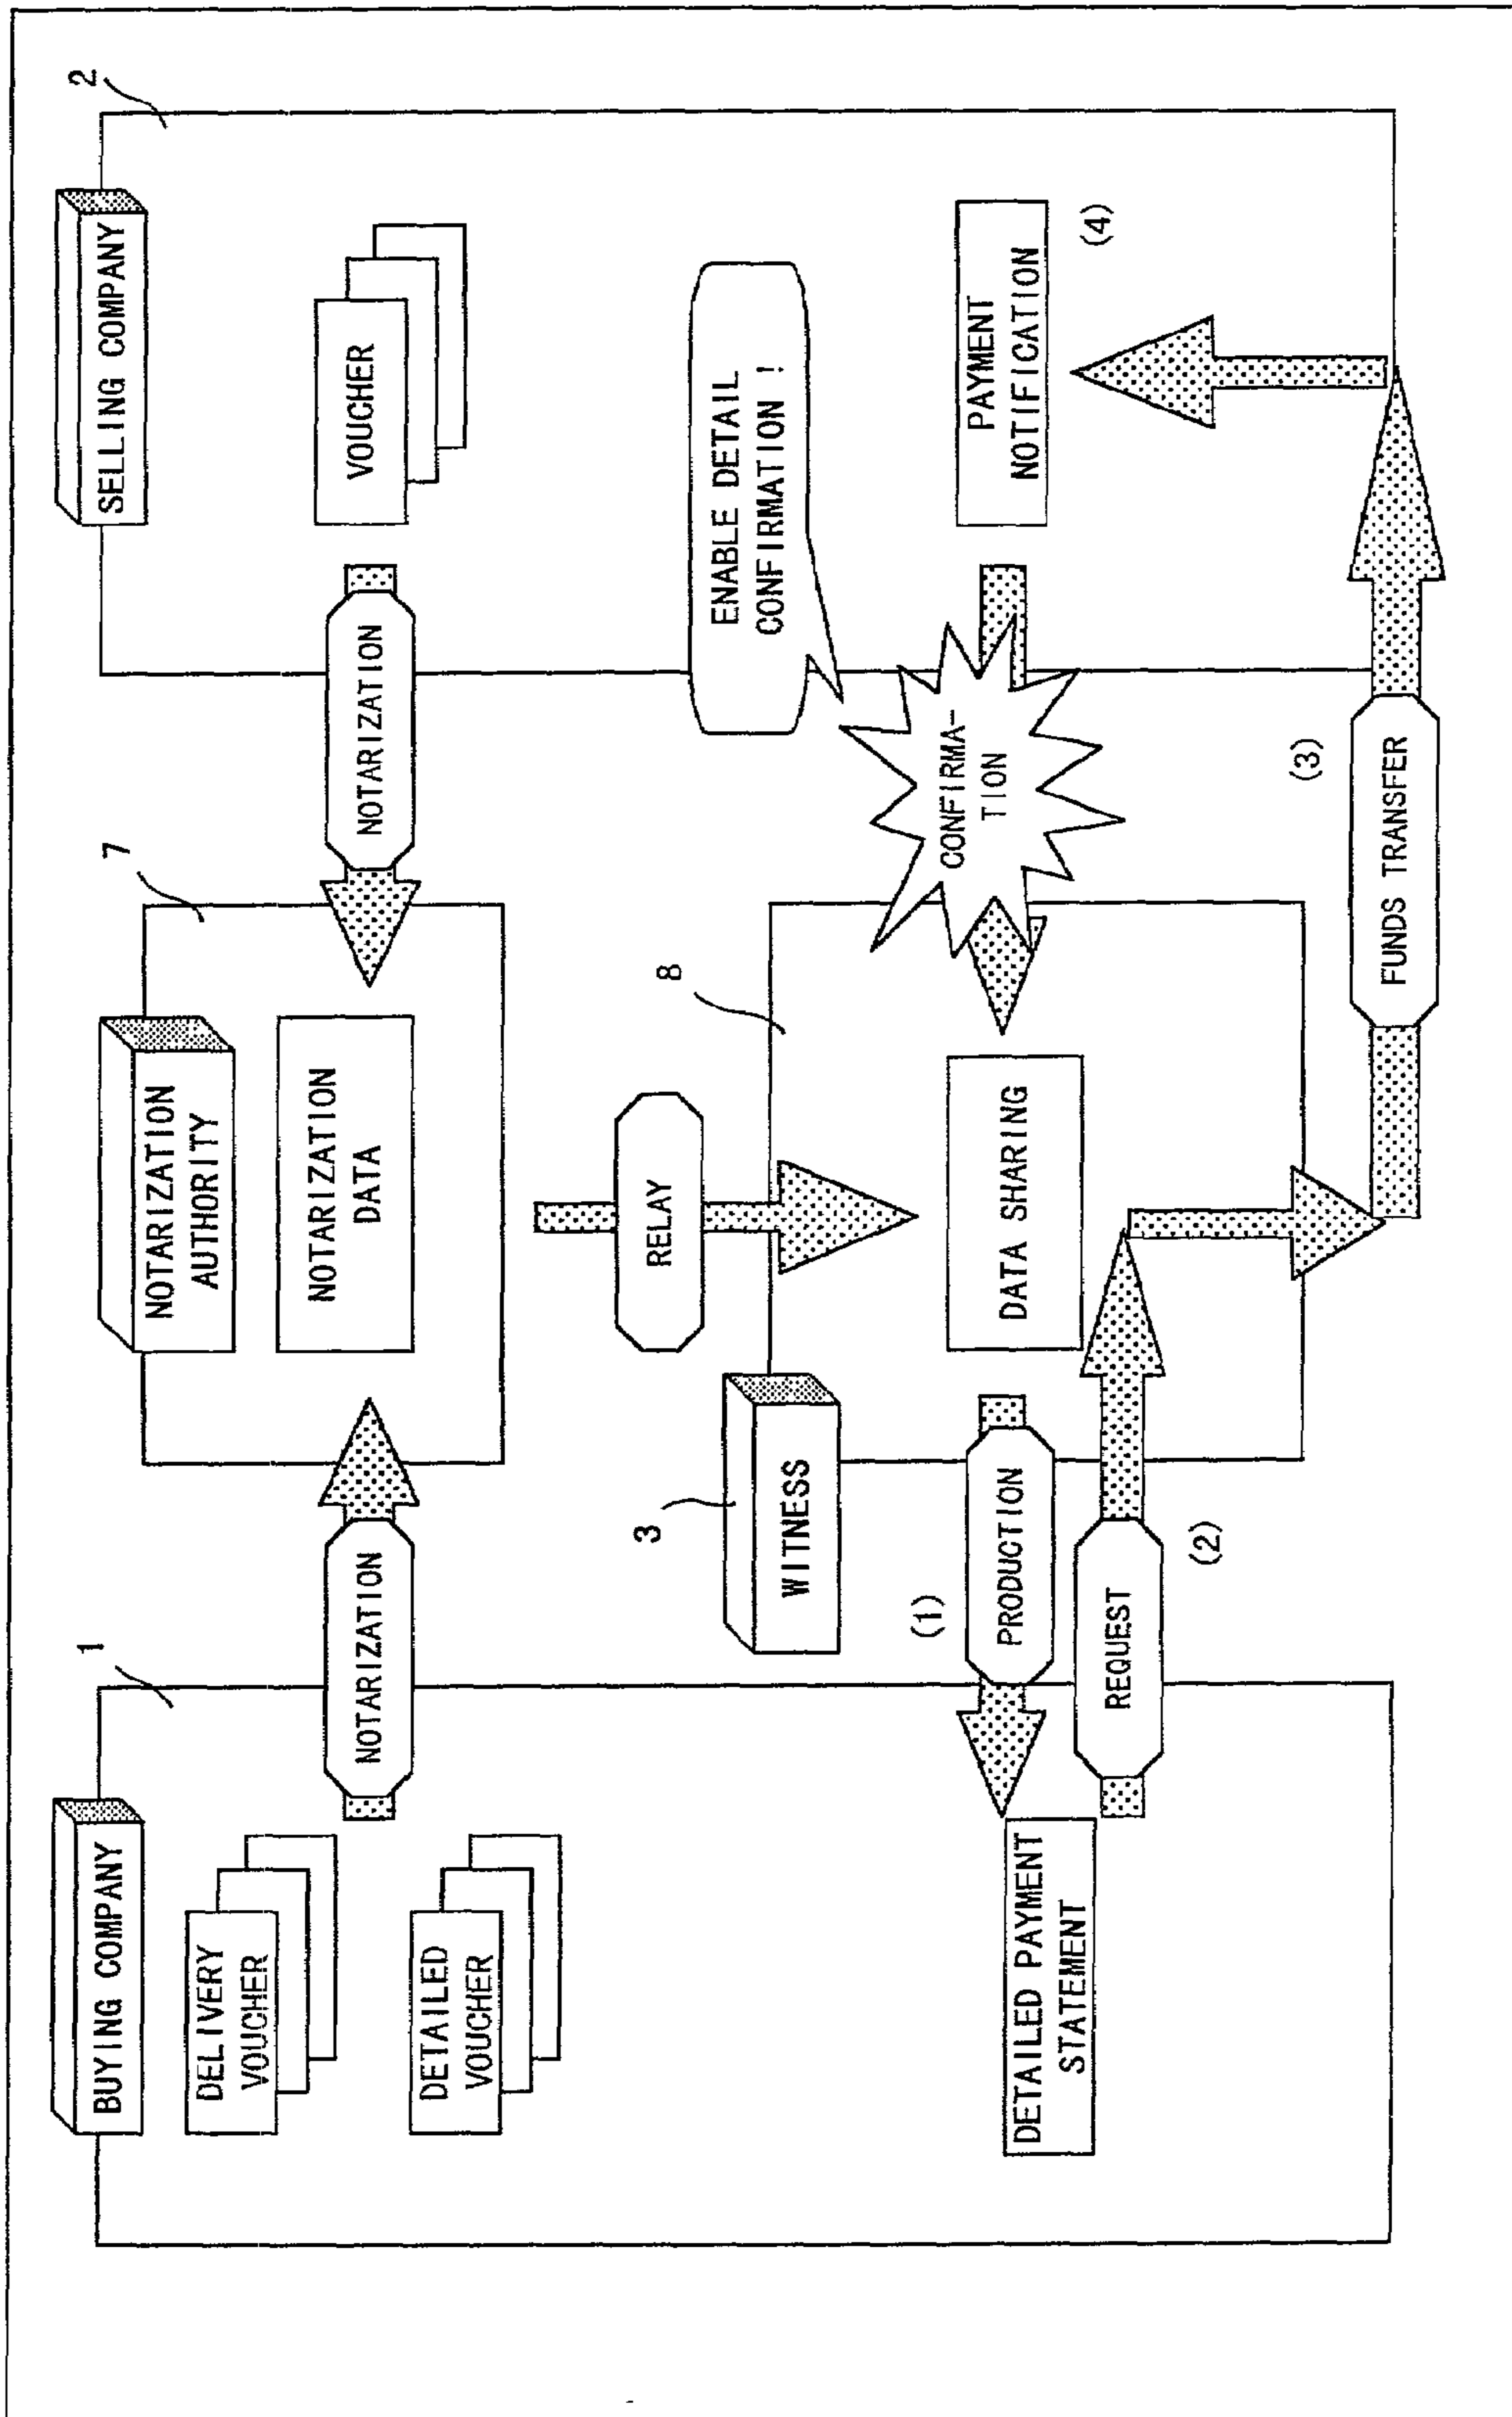 BUYING COMPANY
1
DELIVERY
VOUCHER
DETAILED
VOUCHER
NOTARIZATION
NOTARIZATION
AUTHORITY
7
NOTARIZATION
DATA
NOTARIZATION
SELLING COMPANY
2
VOUCHER
RELAY
3
WITNESS
8
ENABLE DETAIL
CONFIRMATION !
(1)
PRODUCTION
DATA SHARING
CONFIRMA-
TION
PAYMENT
NOTIFICATION
(4)
DETAILED PAYMENT
STATEMENT
REQUEST
(2)
(3)
FUNDS TRANSFER